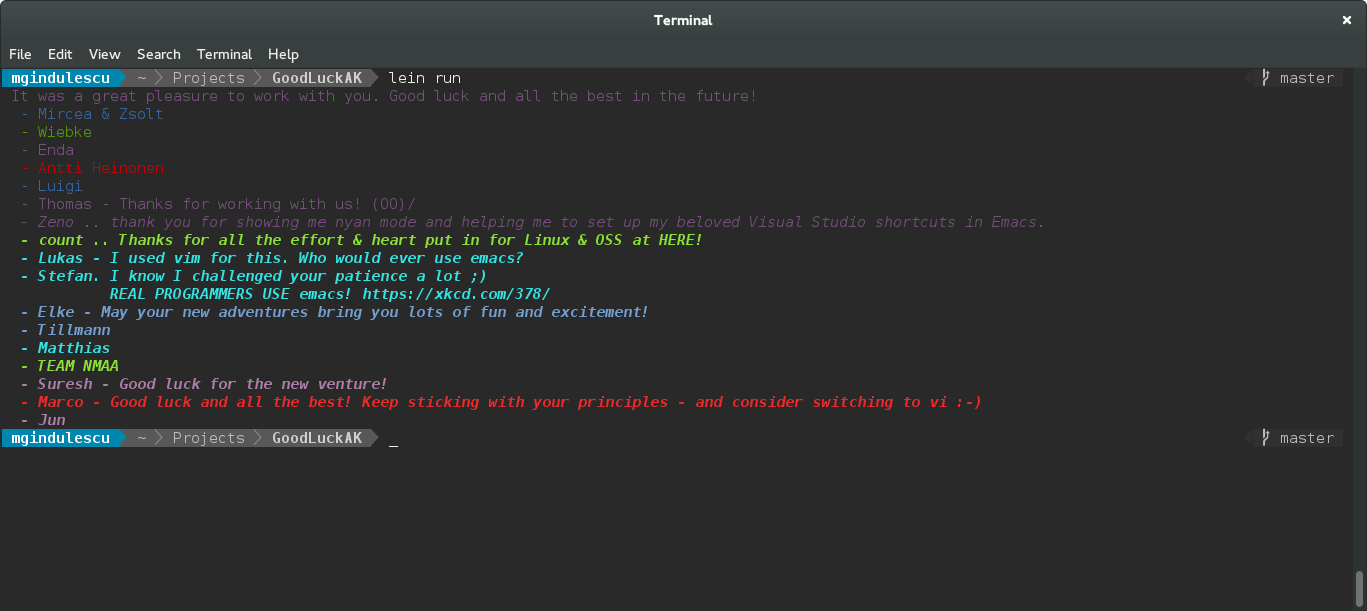 Terminal
File Edit View Search Terminal Help
mgindulescu ~ Projects GoodLuckAK lein run master
It was a great pleasure to work with you. Good luck and all the best in the future!
- Mircea & Zsolt
- Wiebke
- Enda
- Antti Heinonen
- Luigi
- Thomas - Thanks for working with us! (OO)/
- Zeno .. thank you for showing me nyan mode and helping me to set up my beloved Visual Studio shortcuts in Emacs.
- count .. Thanks for all the effort & heart put in for Linux & OSS at HERE!
- Lukas - I used vim for this. Who would ever use emacs?
- Stefan. I know I challenged your patience a lot ;)
REAL PROGRAMMERS USE emacs! https://xkcd.com/378/
- Elke - May your new adventures bring you lots of fun and excitement!
- Tillmann
- Matthias
- TEAM NMAA
- Suresh - Good luck for the new venture!
- Marco - Good luck and all the best! Keep sticking with your principles - and consider switching to vi :-)
- Jun
mgindulescu ~ Projects GoodLuckAK _ master